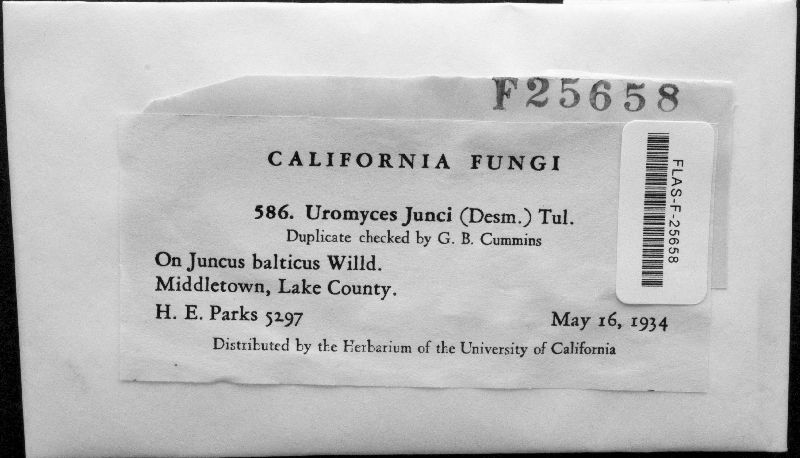 F25658
CALIFORNIA FUNGI
FLAS-F-25658
586. Uromyces Junci (Desm.) Tul.
Duplicate checked by G. B. Cummins
On Juncus balticus Willd.
Middletown, Lake County.
H. E. Parks 5297 May 16, 1934
Distributed by the Herbarium of the University of California